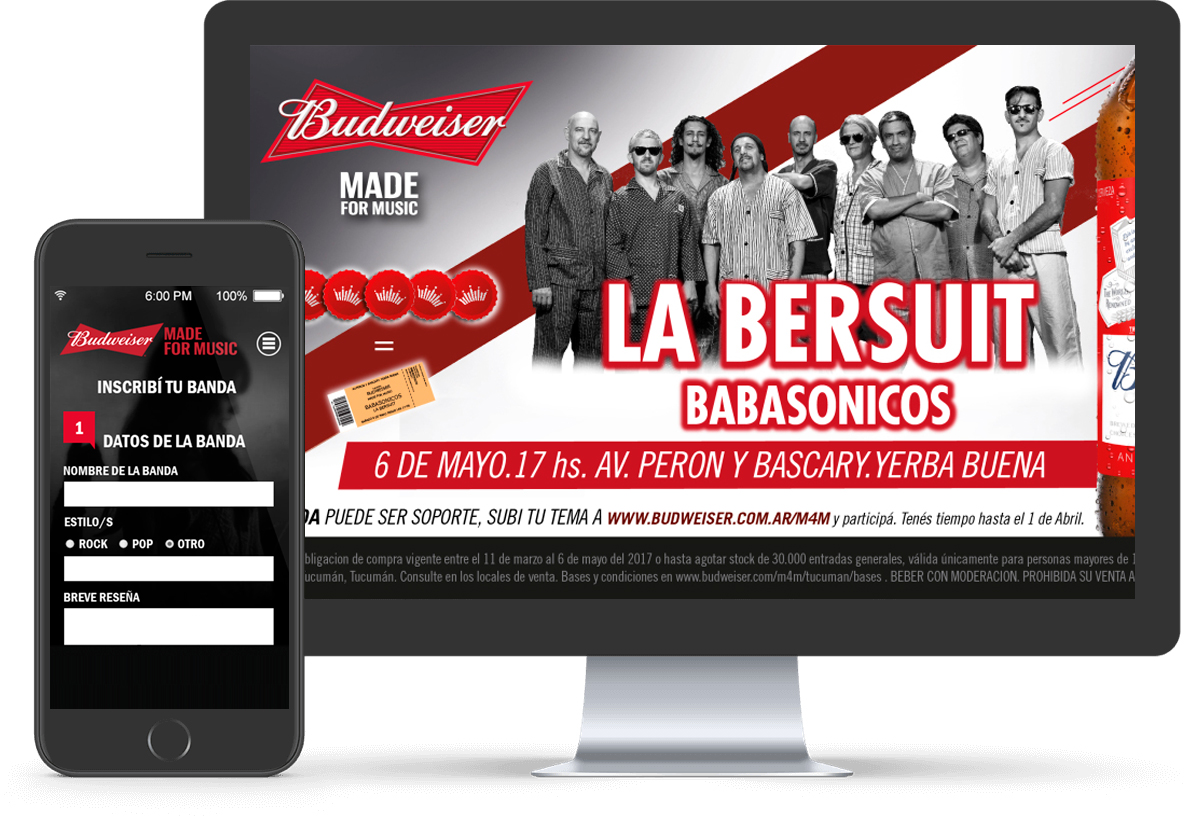 Budweiser
MADE
FOR MUSIC
=
BABASONICOS
LA BERSUIT
LA BERSUIT
BABASONICOS
6 DE MAYO.17 hs. AV. PERON Y BASCARY.YERBA BUENA
DA PUEDE SER SOPORTE, SUBI TU TEMA A WWW.BUDWEISER.COM.AR/M4M y participá. Tenés tiempo hasta el 1 de Abril.
bligacion de compra vigente entre el 11 de marzo al 6 de mayo del 2017 o hasta agotar stock de 30.000 entradas generales, válida únicamente para personas mayores de 1
ucumán, Tucumán. Consulte en los locales de venta. Bases y condiciones en www.budweiser.com/m4m/tucuman/bases . BEBER CON MODERACION. PROHIBIDA SU VENTA A
CERVEZA
AN
6:00 PM 100%
Budweiser MADE
FOR MUSIC
INSCRIBÍ TU BANDA
1
DATOS DE LA BANDA
NOMBRE DE LA BANDA
ESTILO/S
ROCK POP OTRO
BREVE RESEÑA